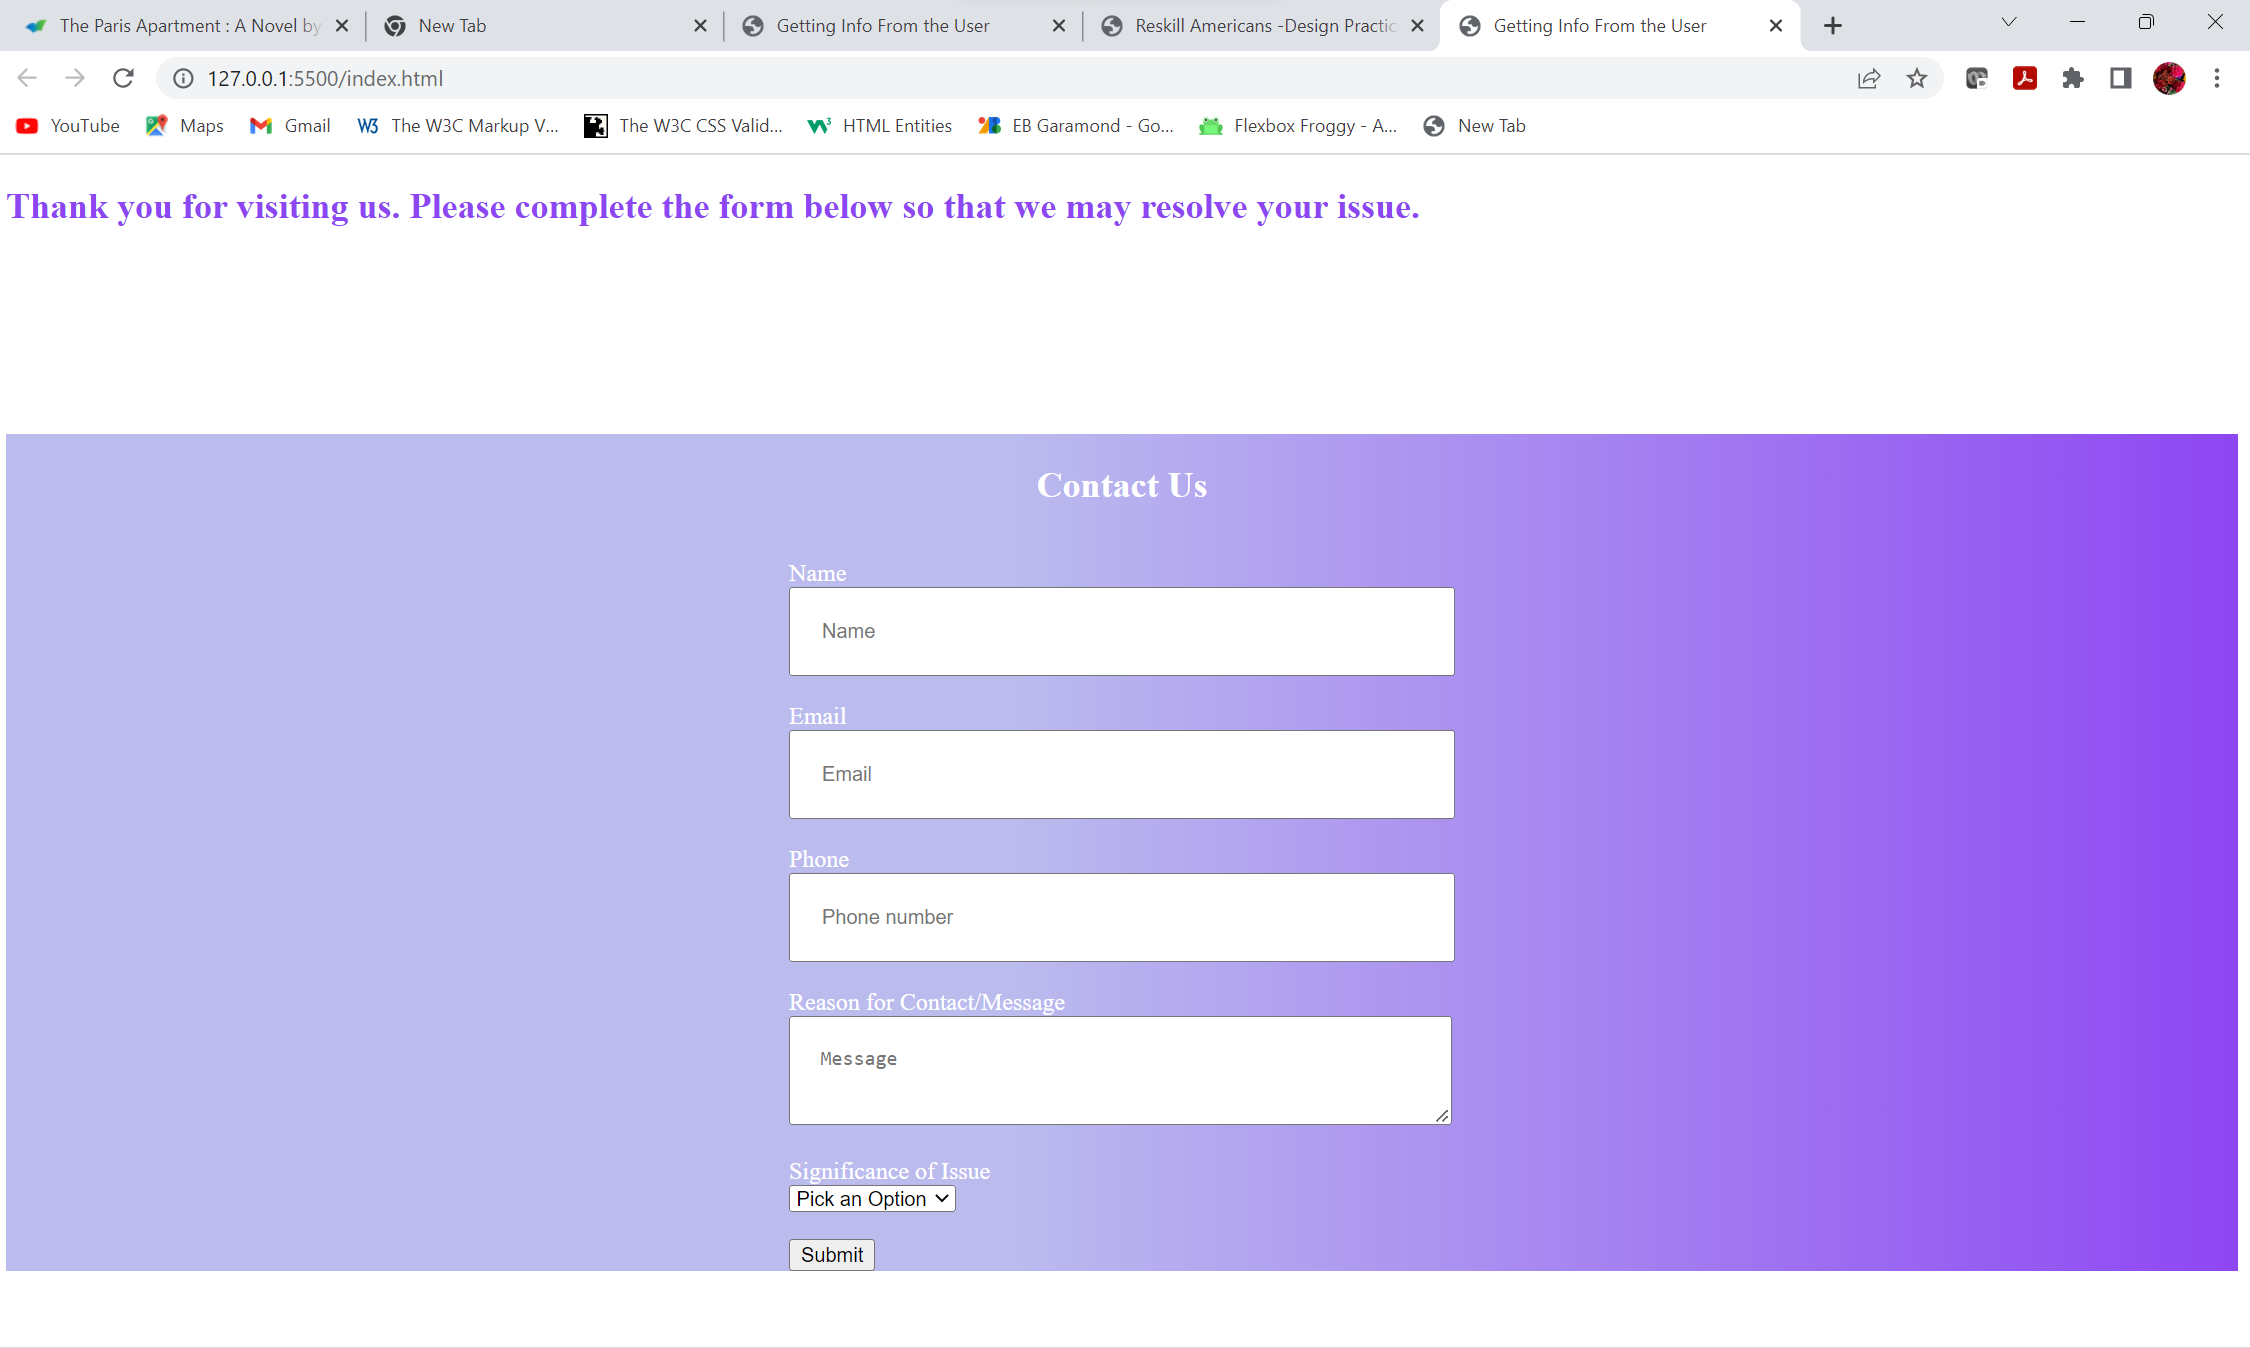 The Paris Apartment : A Novel by
New Tab
Getting Info From the User
Reskill Americans -Design Practic
Getting Info From the User
127.0.0.1:5500/index.html
YouTube
Maps
Gmail
The W3C Markup V...
The W3C CSS Valid...
HTML Entities
EB Garamond - Go...
Flexbox Froggy - A...
New Tab
Thank you for visiting us. Please complete the form below so that we may resolve your issue.
Contact Us
Name
Name
Email
Email
Phone
Phone number
Reason for Contact/Message
Message
Significance of Issue
Pick an Option
Submit